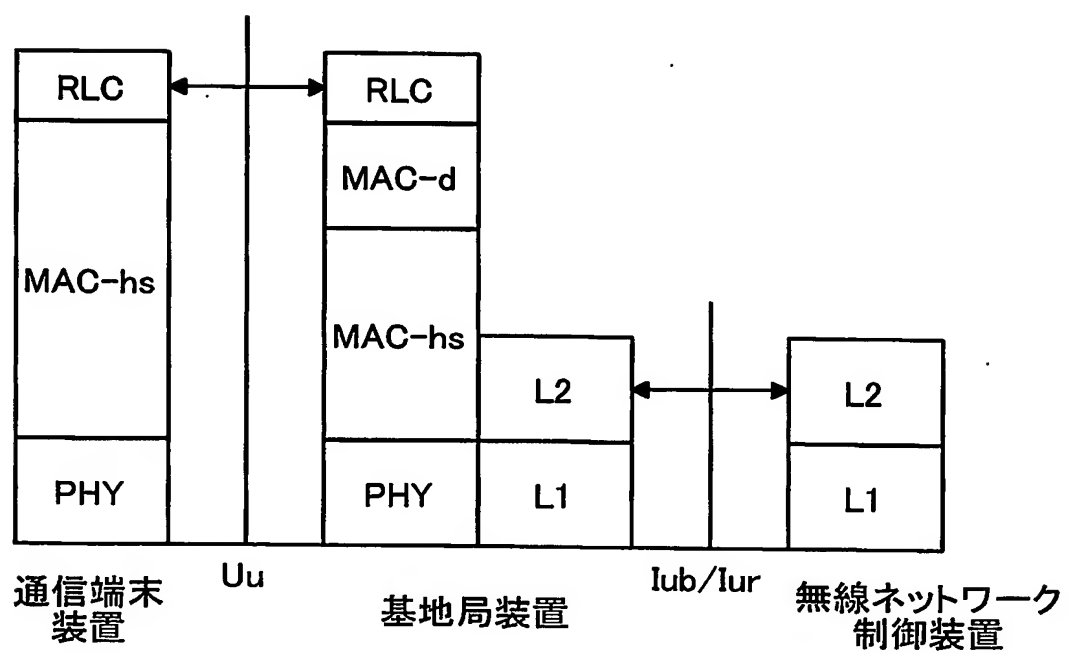 RLC
RLC
MAC-d
MAC-hs
MAC-hs
L2
L2
PHY
PHY
L1
L1
Uu
Iub/Iur
通信端末
装置
基地局装置
無線ネットワーク
制御装置